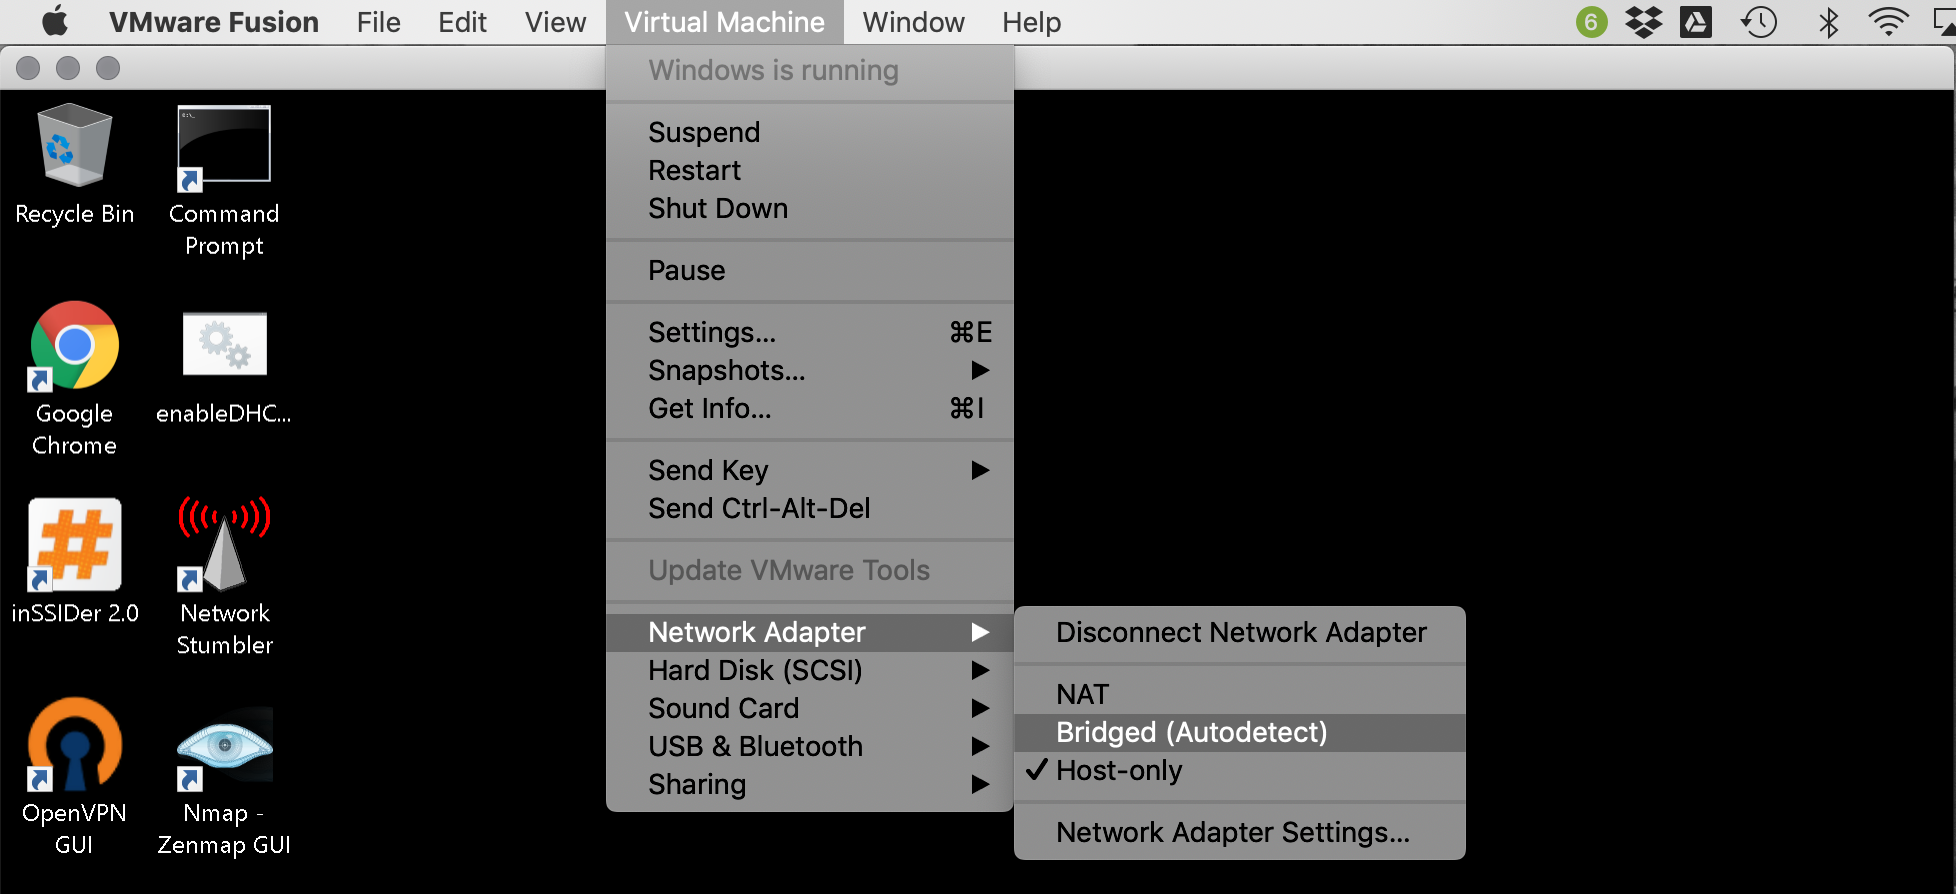 VMware Fusion File Edit View Virtual Machine Window Help 6
Windows is running
Suspend
Restart
Shut Down
Pause
Settings... ⌘E
Snapshots...
Get Info... ⌘I
Send Key
Send Ctrl-Alt-Del
Update VMware Tools
Network Adapter
Hard Disk (SCSI)
Sound Card
USB & Bluetooth
Sharing
Disconnect Network Adapter
NAT
Bridged (Autodetect)
✓ Host-only
Network Adapter Settings...
Recycle Bin
C:\_
Command
Prompt
Google
Chrome
enableDHC...
inSSIDer 2.0
Network
Stumbler
OpenVPN
GUI
Nmap -
Zenmap GUI